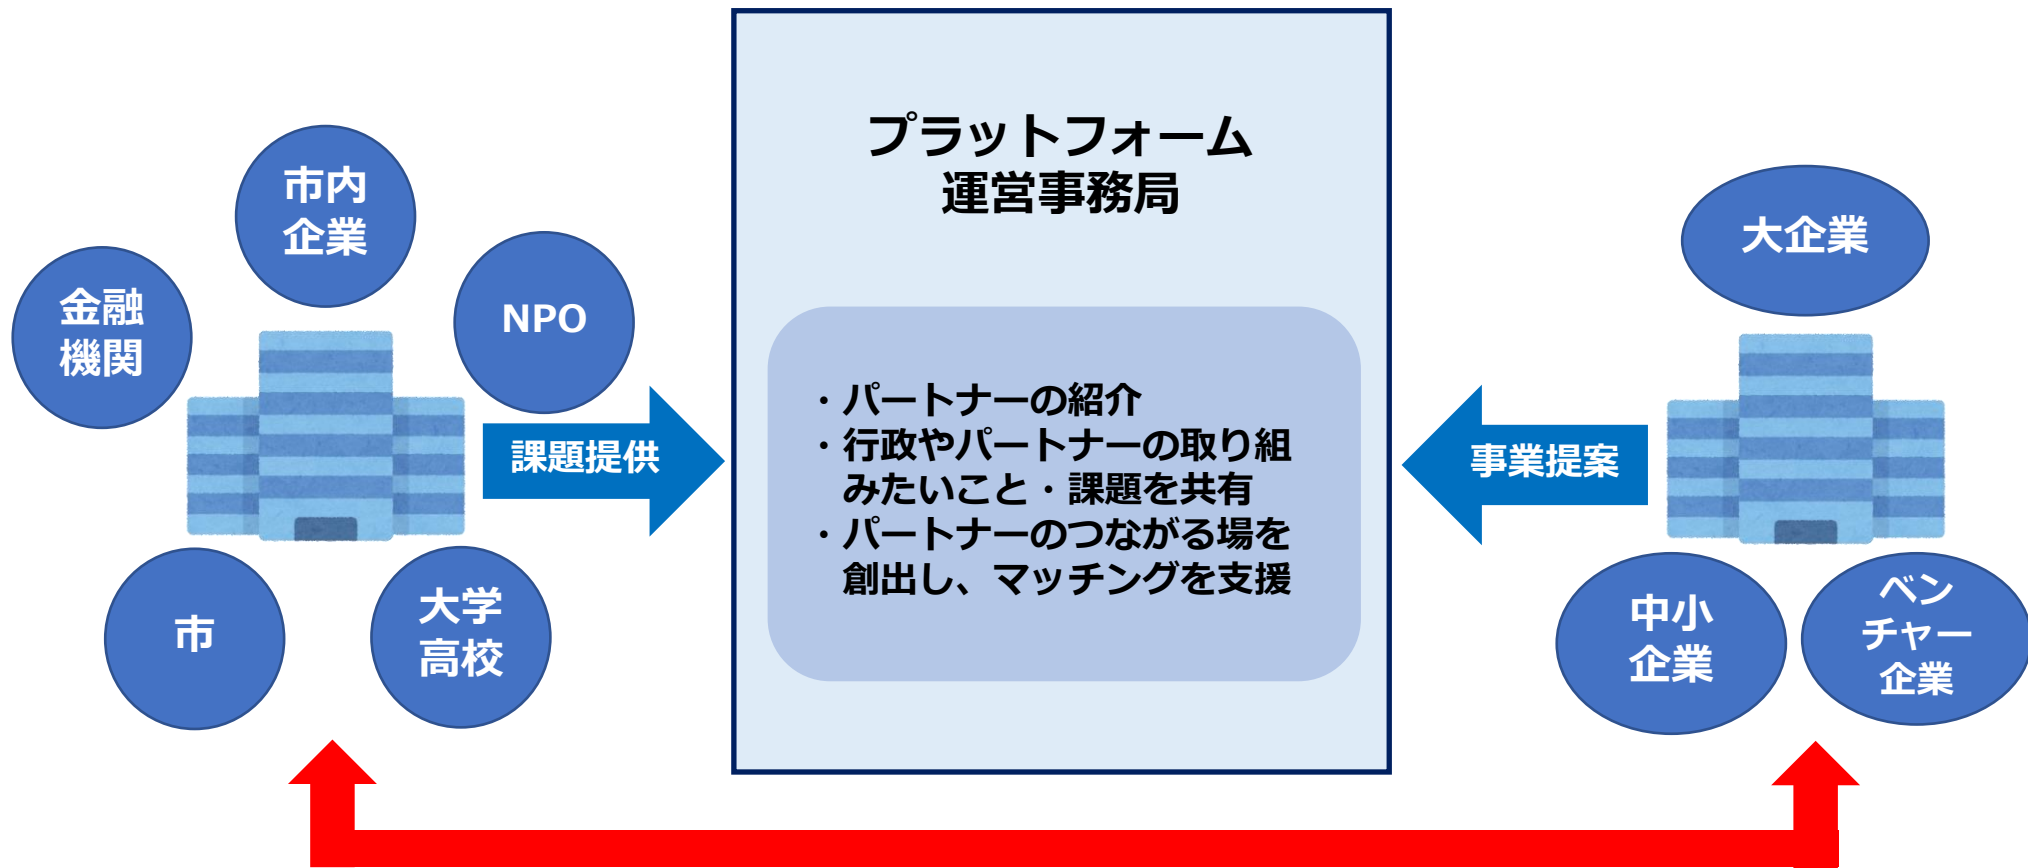 市内
企業
金融
機関
NPO
課題提供
市
大学
高校
プラットフォーム
運営事務局
・パートナーの紹介
・行政やパートナーの取り組
みたいこと・課題を共有
・パートナーのつながる場を
創出し、マッチングを支援
事業提案
大企業
中小
企業
ベン
チャー
企業